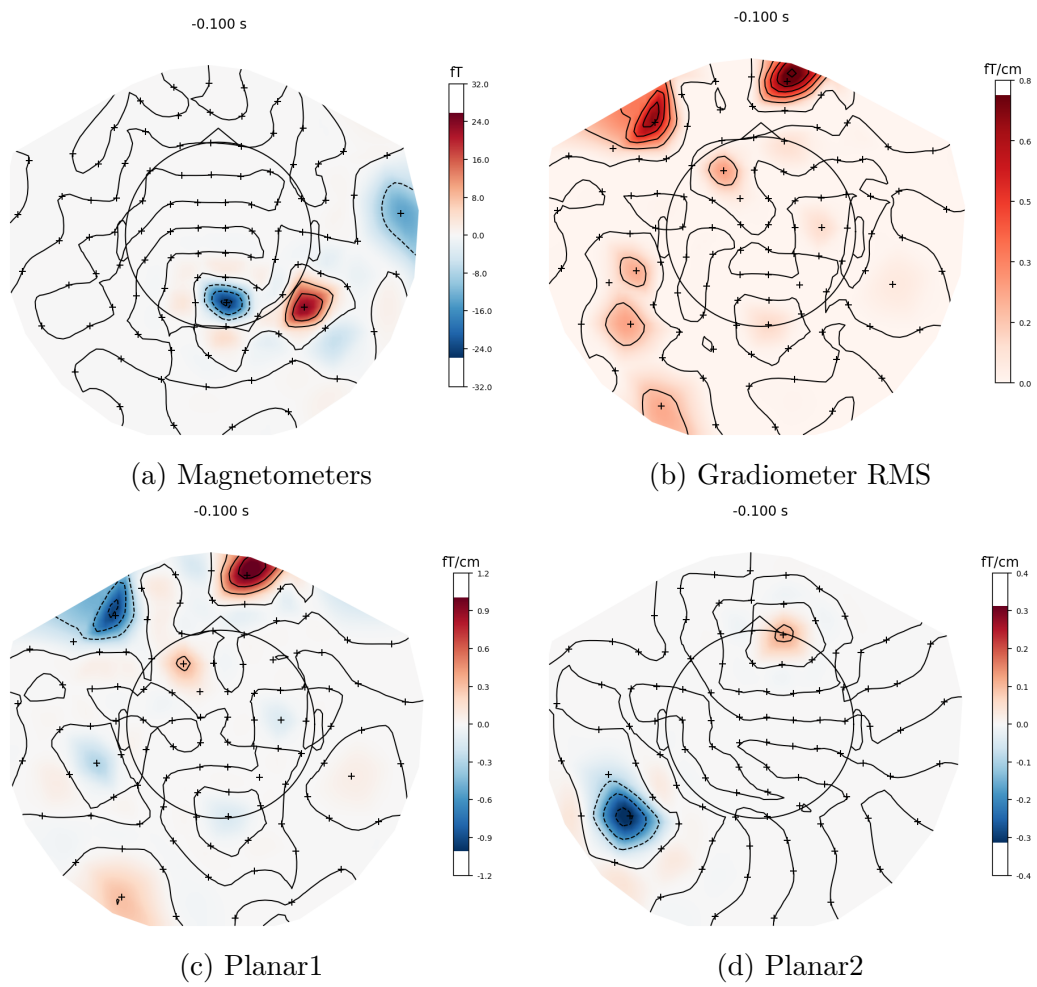 -0.100 s
fT
32.0
24.0
16.0
8.0
0.0
-8.0
-16.0
-24.0
-32.0
(a) Magnetometers
-0.100 s
fT/cm
0.8
0.6
0.5
0.3
0.2
0.0
(b) Gradiometer RMS
-0.100 s
fT/cm
1.2
0.9
0.6
0.3
0.0
-0.3
-0.6
-0.9
-1.2
(c) Planar1
-0.100 s
fT/cm
0.4
0.3
0.2
0.1
0.0
-0.1
-0.2
-0.3
-0.4
(d) Planar2